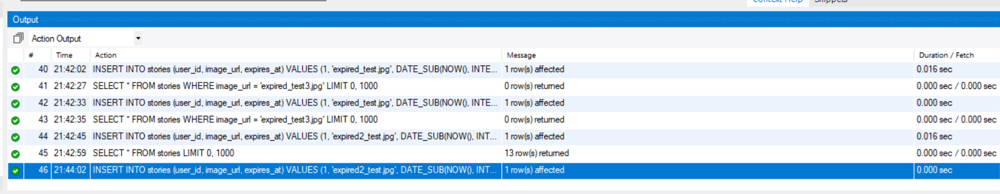 Context Help Snippets
Output
Action Output
# Time Action Message Duration / Fetch
40 21:42:02 INSERT INTO stories (user_id, image_url, expires_at) VALUES (1, 'expired_test.jpg', DATE_SUB(NOW(), INTE... 1 row(s) affected 0.016 sec
41 21:42:27 SELECT * FROM stories WHERE image_url = 'expired_test3.jpg' LIMIT 0, 1000 0 row(s) returned 0.000 sec / 0.000 sec
42 21:42:33 INSERT INTO stories (user_id, image_url, expires_at) VALUES (1, 'expired_test.jpg', DATE_SUB(NOW(), INTE... 1 row(s) affected 0.000 sec
43 21:42:35 SELECT * FROM stories WHERE image_url = 'expired_test3.jpg' LIMIT 0, 1000 0 row(s) returned 0.000 sec / 0.000 sec
44 21:42:45 INSERT INTO stories (user_id, image_url, expires_at) VALUES (1, 'expired2_test.jpg', DATE_SUB(NOW(), INT... 1 row(s) affected 0.016 sec
45 21:42:59 SELECT * FROM stories LIMIT 0, 1000 13 row(s) returned 0.000 sec / 0.000 sec
46 21:44:02 INSERT INTO stories (user_id, image_url, expires_at) VALUES (1, 'expired2_test.jpg', DATE_SUB(NOW(), INT... 1 row(s) affected 0.000 sec